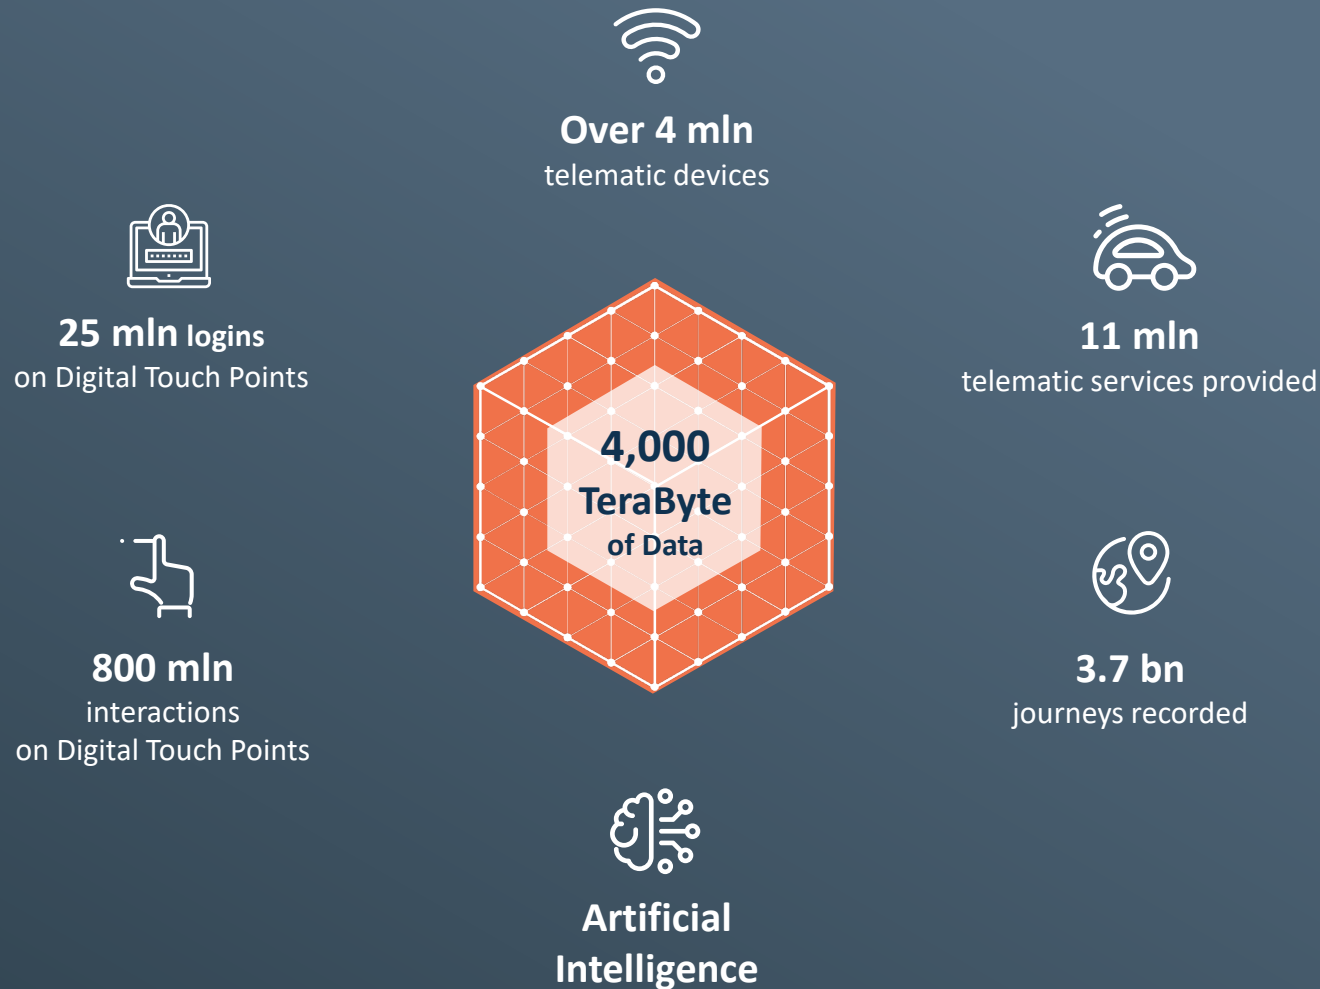 Over 4 mln
telematic devices
25 mln logins
on Digital Touch Points
11 mln
telematic services provided
4,000
TeraByte
of Data
800 mln
interactions
on Digital Touch Points
3.7 bn
journeys recorded
Artificial
Intelligence